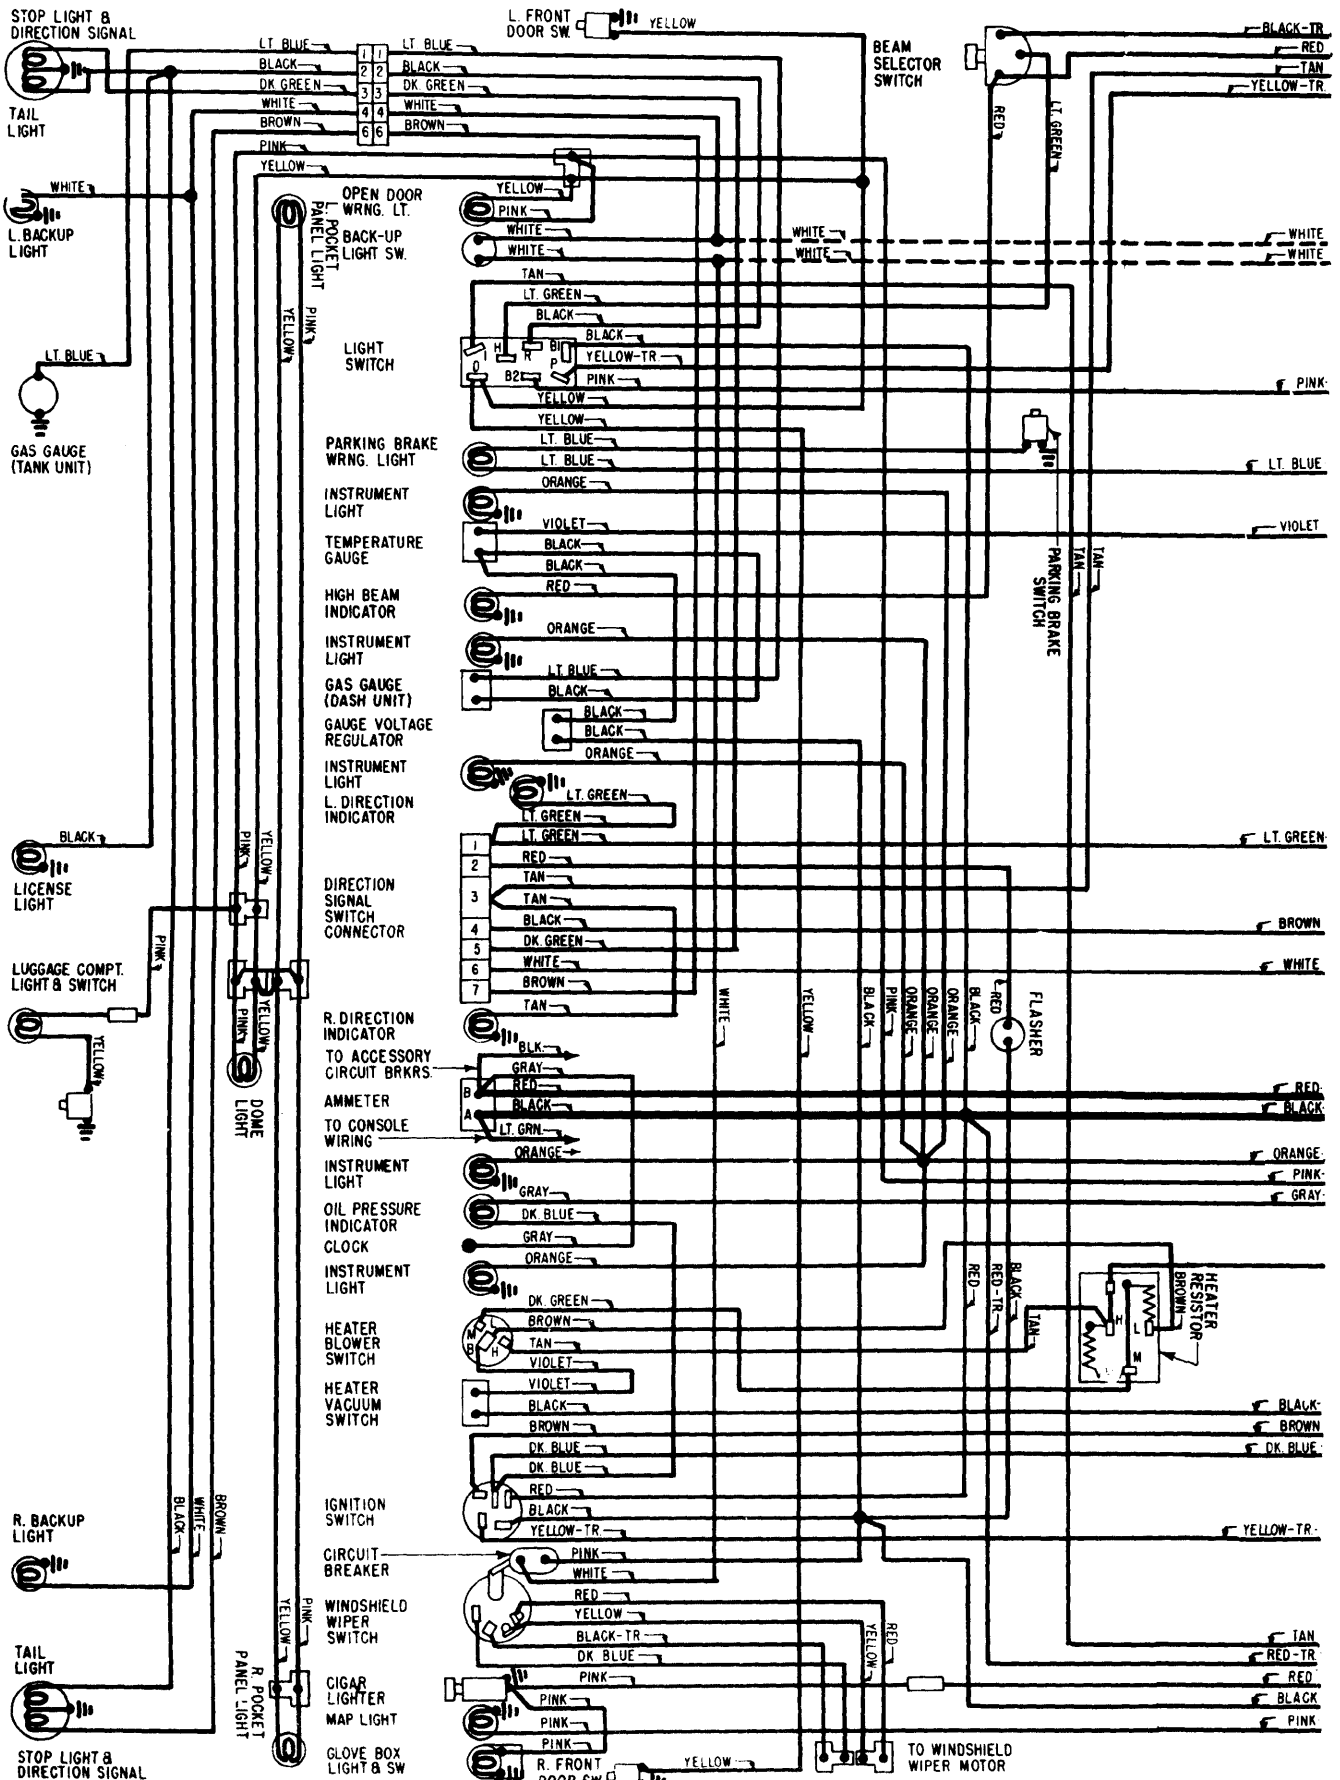 STOP LIGHT &
DIRECTION SIGNAL
TAIL
LIGHT
WHITE
L. BACKUP
LIGHT
LT. BLUE
GAS GAUGE
(TANK UNIT)
BLACK
LICENSE
LIGHT
PINK
LUGGAGE COMPT.
LIGHT & SWITCH
YELLOW
R. BACKUP
LIGHT
BLACK
WHITE
BROWN
TAIL
LIGHT
STOP LIGHT &
DIRECTION SIGNAL
LT BLUE 1 1 LT BLUE
BLACK 2 2 BLACK
DK GREEN 3 3 DK. GREEN
WHITE 4 4 WHITE
BROWN 6 6 BROWN
PINK
YELLOW
L. POCKET
PANEL LIGHT
YELLOW
PINK
PINK
YELLOW
PINK
YELLOW
DOME
LIGHT
YELLOW
PINK
R. POCKET
PANEL LIGHT
L. FRONT
DOOR SW.
YELLOW
BEAM
SELECTOR
SWITCH
RED
LT. GREEN
BLACK-TR
RED
TAN
YELLOW-TR.
OPEN DOOR
WRNG. LT.
YELLOW
PINK
BACK-UP
LIGHT SW.
WHITE
WHITE
WHITE
WHITE
WHITE
WHITE
TAN
LT. GREEN
BLACK
LIGHT
SWITCH
I H R B1
D B2 P
BLACK
YELLOW-TR.
PINK
PINK
YELLOW
YELLOW
PARKING BRAKE
WRNG. LIGHT
LT. BLUE
LT. BLUE
LT. BLUE
PARKING BRAKE
SWITCH
INSTRUMENT
LIGHT
ORANGE
TEMPERATURE
GAUGE
VIOLET
VIOLET
BLACK
BLACK
TAN
TAN
HIGH BEAM
INDICATOR
RED
INSTRUMENT
LIGHT
ORANGE
GAS GAUGE
(DASH UNIT)
LT. BLUE
BLACK
GAUGE VOLTAGE
REGULATOR
BLACK
BLACK
INSTRUMENT
LIGHT
ORANGE
L. DIRECTION
INDICATOR
LT. GREEN
LT. GREEN
DIRECTION
SIGNAL
SWITCH
CONNECTOR
1 LT. GREEN
LT. GREEN
2 RED
3 TAN
TAN
4 BLACK
BROWN
5 DK. GREEN
6 WHITE
WHITE
7 BROWN
R. DIRECTION
INDICATOR
TAN
WHITE
YELLOW
BLACK
PINK
ORANGE
ORANGE
ORANGE
BLACK
RED
FLASHER
TO ACCESSORY
CIRCUIT BRKRS.
BLK.
GRAY
AMMETER
B RED
RED
A BLACK
BLACK
TO CONSOLE
WIRING
LT. GRN.
ORANGE
INSTRUMENT
LIGHT
ORANGE
PINK
OIL PRESSURE
INDICATOR
GRAY
GRAY
DK. BLUE
CLOCK
GRAY
INSTRUMENT
LIGHT
ORANGE
RED
RED-TR.
BLACK
TAN
HEATER
RESISTOR
BROWN
H L M
HEATER
BLOWER
SWITCH
M L B H
DK. GREEN
BROWN
TAN
VIOLET
HEATER
VACUUM
SWITCH
VIOLET
BLACK
BLACK
BROWN
BROWN
DK. BLUE
DK. BLUE
DK. BLUE
IGNITION
SWITCH
RED
BLACK
YELLOW-TR
YELLOW-TR.
CIRCUIT
BREAKER
PINK
WHITE
WINDSHIELD
WIPER
SWITCH
RED
YELLOW
BLACK-TR
DK BLUE
YELLOW
RED
TAN
RED-TR
CIGAR
LIGHTER
PINK
RED
PINK
BLACK
MAP LIGHT
PINK
PINK
GLOVE BOX
LIGHT & SW
PINK
R. FRONT
DOOR SW.
YELLOW
TO WINDSHIELD
WIPER MOTOR